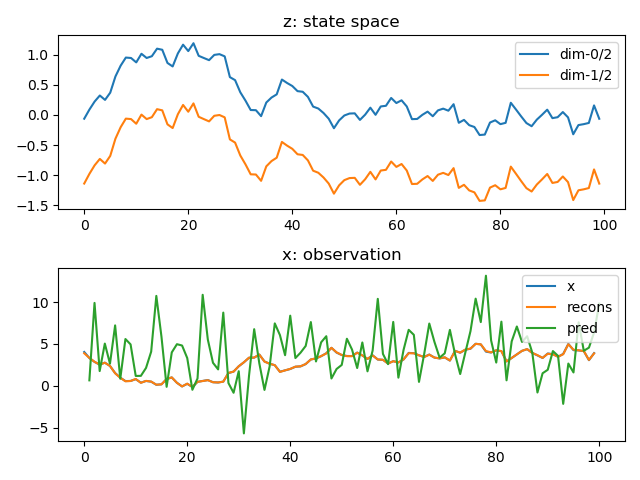 z: state space
1.0
0.5
0.0
−0.5
−1.0
−1.5
dim-0/2
dim-1/2
0 20 40 60 80 100
x: observation
10
5
0
−5
x
recons
pred
0 20 40 60 80 100